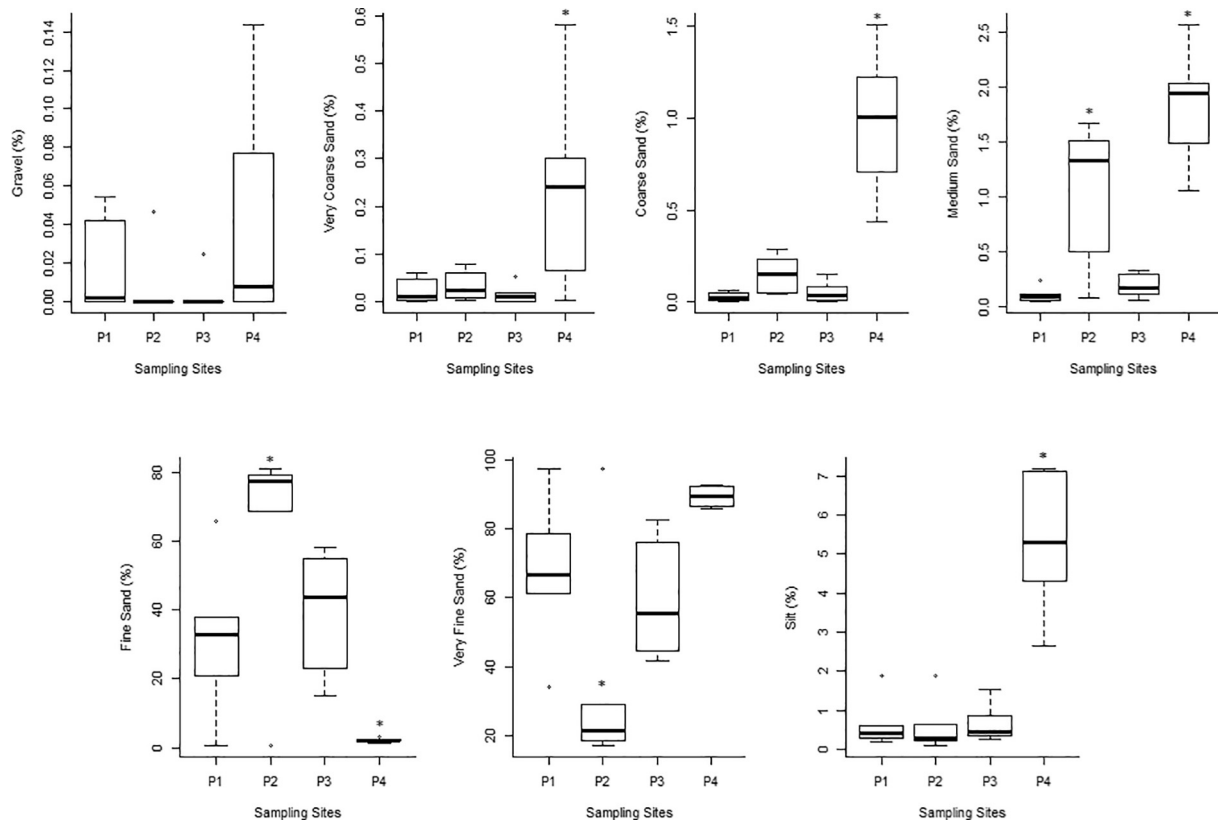 Gravel (%)
0.14
0.12
0.10
0.08
0.06
0.04
0.02
0.00
P1 P2 P3 P4
Sampling Sites
Very Coarse Sand (%)
0.6
0.5
0.4
0.3
0.2
0.1
0.0
*
P1 P2 P3 P4
Sampling Sites
Coarse Sand (%)
1.5
1.0
0.5
0.0
*
P1 P2 P3 P4
Sampling Sites
Medium Sand (%)
2.5
2.0
1.5
1.0
0.5
0.0
*
*
P1 P2 P3 P4
Sampling Sites
Fine Sand (%)
80
60
40
20
0
*
*
P1 P2 P3 P4
Sampling Sites
Very Fine Sand (%)
100
80
60
40
20
*
P1 P2 P3 P4
Sampling Sites
Silt (%)
7
6
5
4
3
2
1
0
*
P1 P2 P3 P4
Sampling Sites